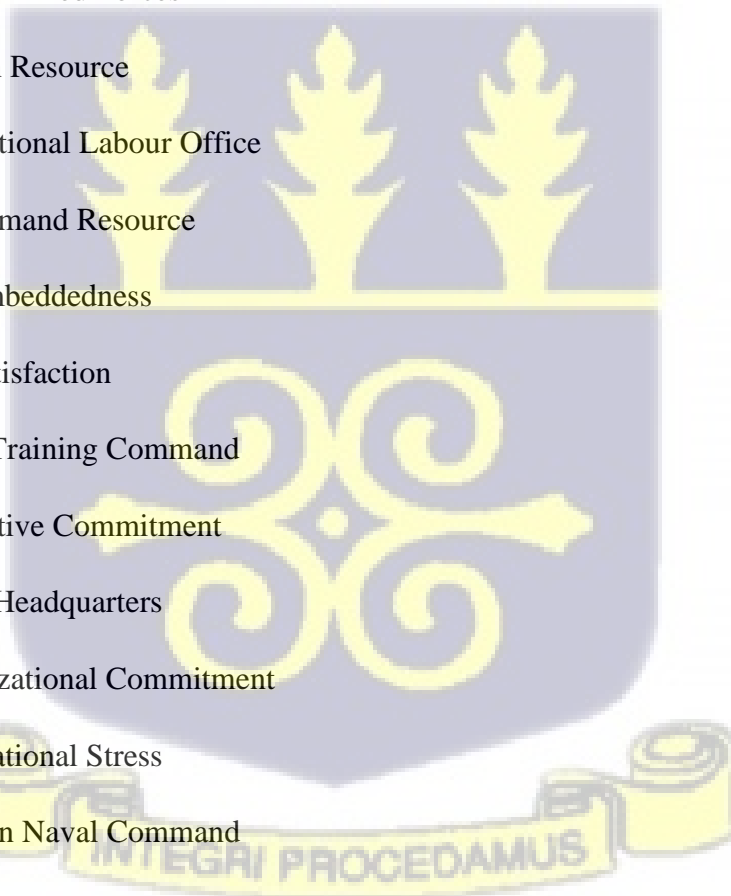 Resource
tional Labour Office
mand Resource
beddedness
isfaction
Training Command
tive Commitment
Headquarters
zational Commitment
ational Stress
n Naval Command
INTEGRI PROCEDAMUS